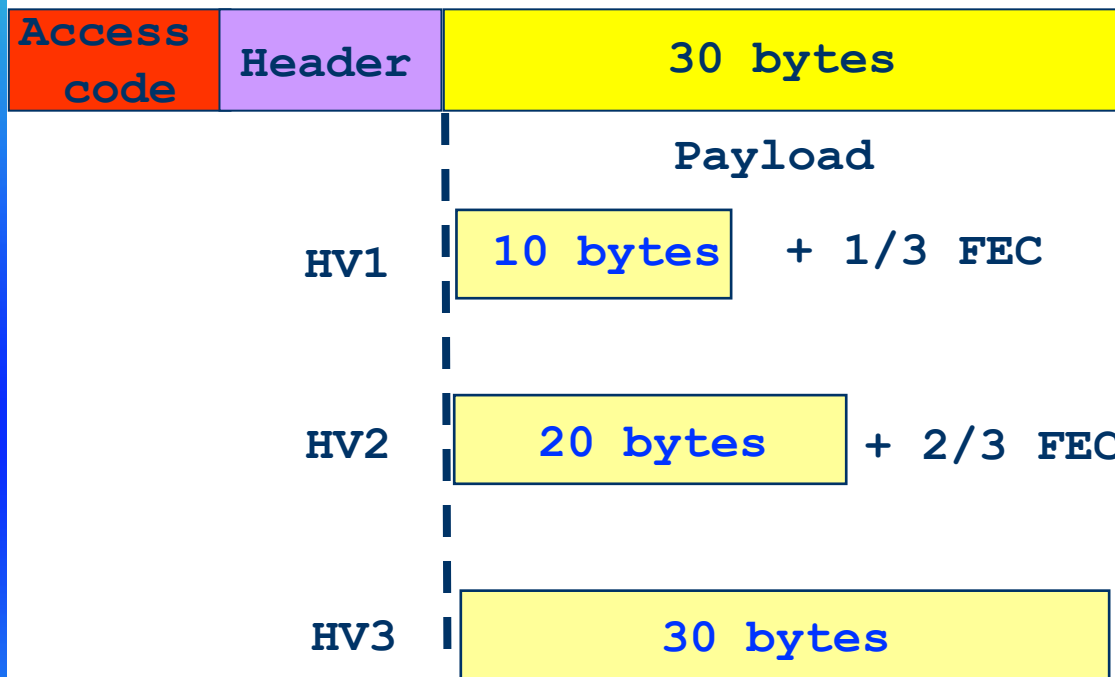 Access
code
Header
30 bytes
Payload
HV1
10 bytes
+ 1/3 FEC
HV2
20 bytes
+ 2/3 FEC
HV3
30 bytes